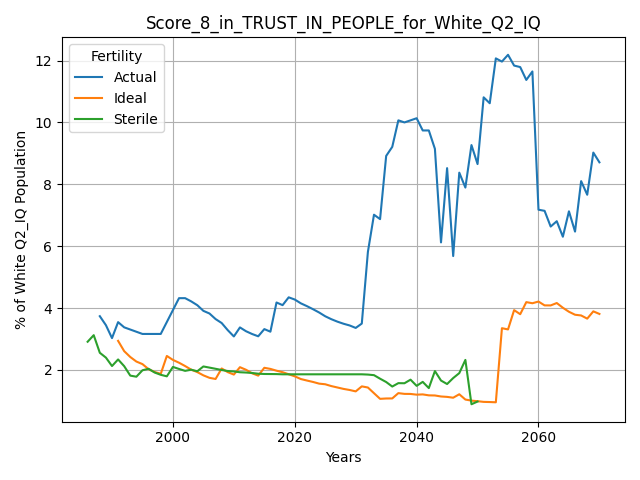 Score_8_in_TRUST_IN_PEOPLE_for_White_Q2_IQ
Fertility
Actual
Ideal
Sterile
% of White Q2_IQ Population
12
10
8
6
4
2
2000
2020
2040
2060
Years